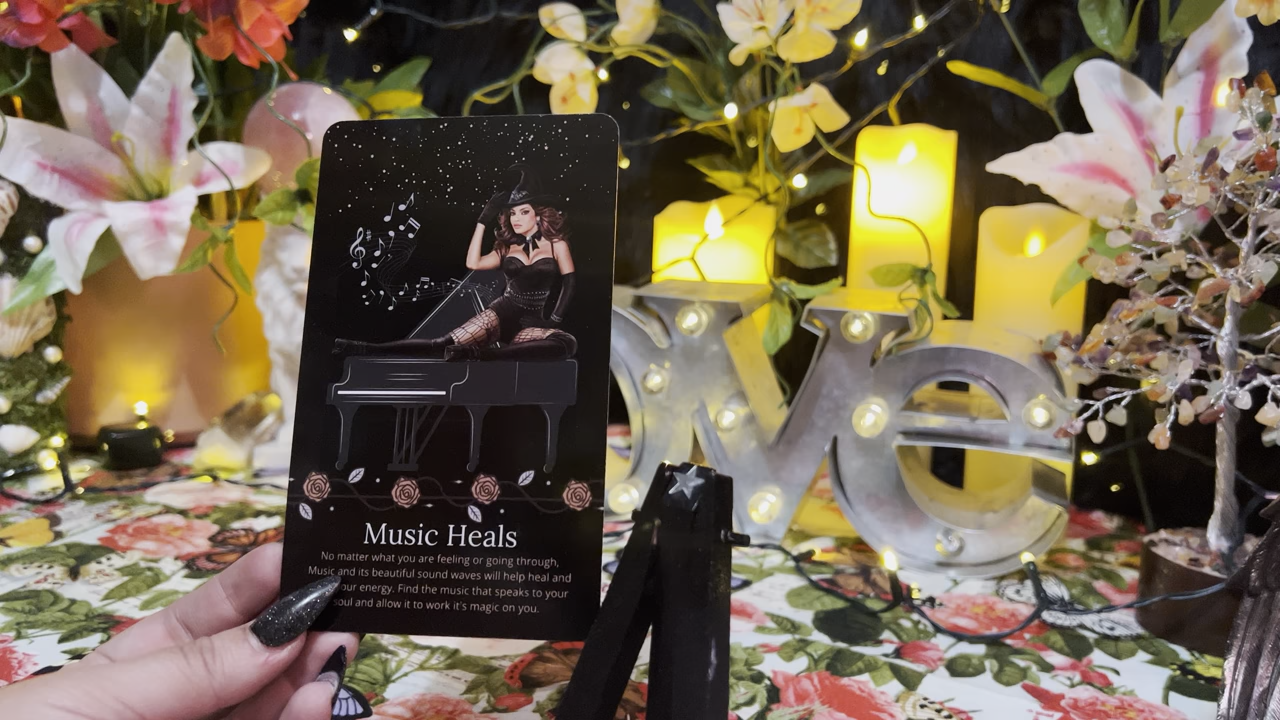 Music Heals
No matter what you are feeling or going through,
Music and its beautiful sound waves will help heal and
your energy. Find the music that speaks to your
soul and allow it to work it's magic on you.
ove